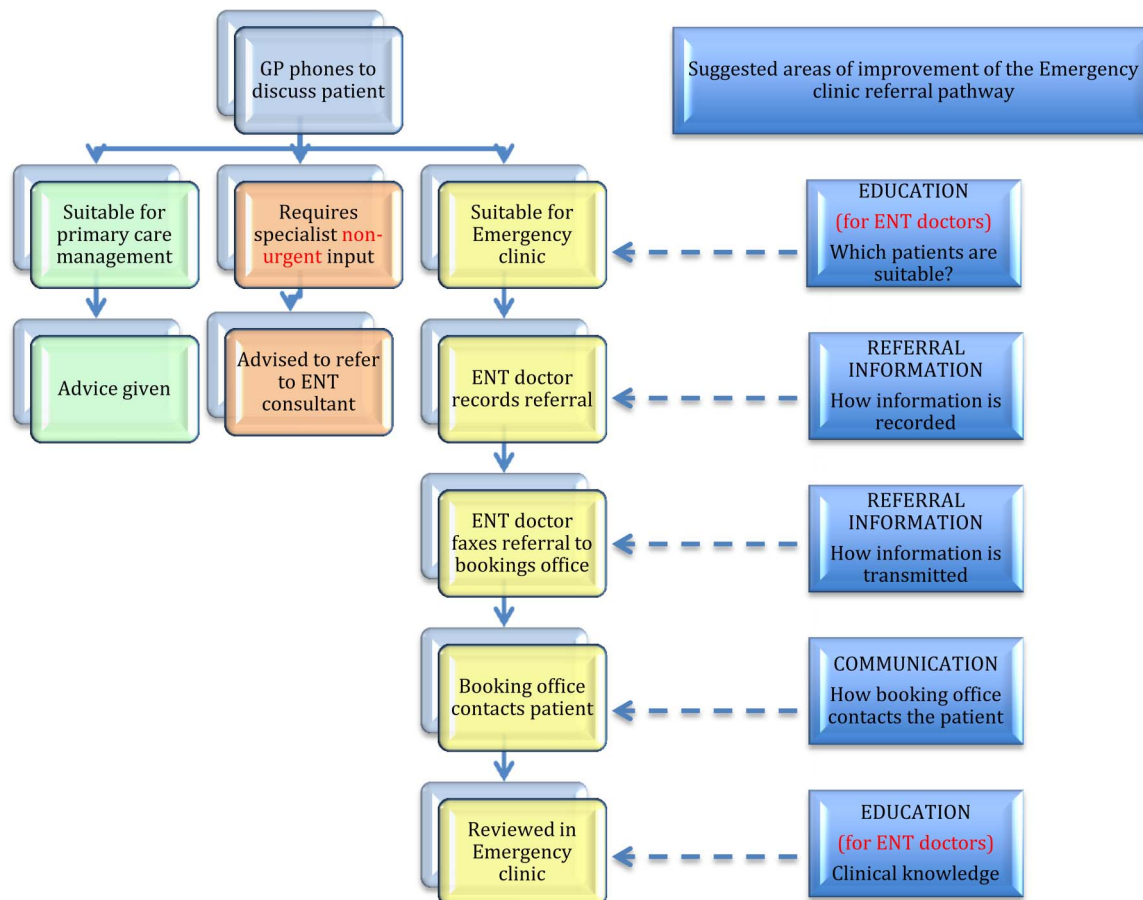 GP phones to
discuss patient
Suggested areas of improvement of the Emergency
clinic referral pathway
Suitable for
primary care
management
Requires
specialist non-
urgent input
Suitable for
Emergency
clinic
EDUCATION
(for ENT doctors)
Which patients are
suitable?
Advice given
Advised to refer
to ENT
consultant
ENT doctor
records referral
REFERRAL
INFORMATION
How information is
recorded
ENT doctor
faxes referral to
bookings office
REFERRAL
INFORMATION
How information is
transmitted
Booking office
contacts patient
COMMUNICATION
How booking office
contacts the patient
Reviewed in
Emergency
clinic
EDUCATION
(for ENT doctors)
Clinical knowledge